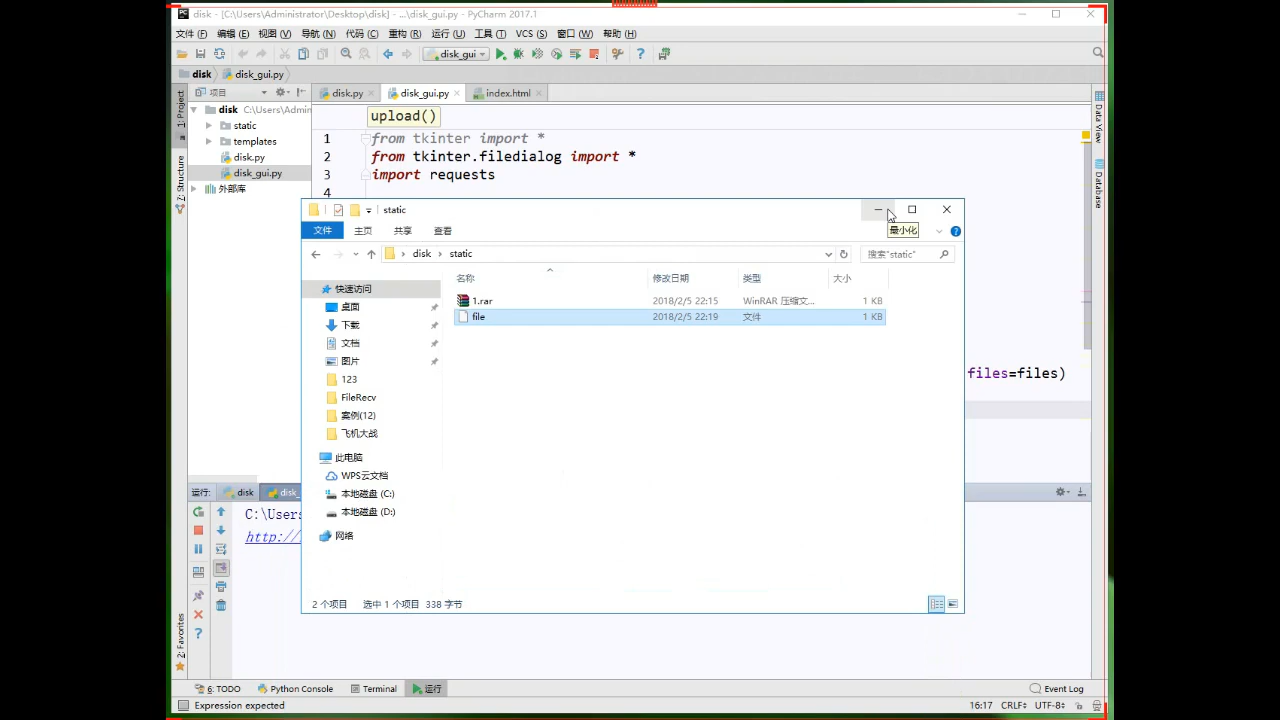 disk - [C:\Users\Administrator\Desktop\disk] - ...\disk_gui.py - PyCharm 2017.1
文件(F) 编辑(E) 视图(V) 导航(N) 代码(C) 重构(R) 运行(U) 工具(T) VCS(S) 窗口(W) 帮助(H)
disk_gui
disk disk_gui.py
1: Project
项目
disk.py disk_gui.py index.html
disk C:\Users\Admin
static
templates
disk.py
disk_gui.py
外部库
Z: Structure
upload()
1 from tkinter import *
2 from tkinter.filedialog import *
3 import requests
4
Data View
Database
static
最小化
文件 主页 共享 查看
disk static
搜索"static"
名称 修改日期 类型 大小
1.rar 2018/2/5 22:15 WinRAR 压缩文... 1 KB
file 2018/2/5 22:19 文件 1 KB
快速访问
桌面
下载
文档
图片
123
FileRecv
案例(12)
飞机大战
此电脑
WPS云文档
本地磁盘 (C:)
本地磁盘 (D:)
网络
2 个项目 选中 1 个项目 338 字节
files=files)
运行: disk disk_
C:\Users
http://
2: Favorites
6: TODO Python Console Terminal 运行 Event Log
Expression expected 16:17 CRLF UTF-8